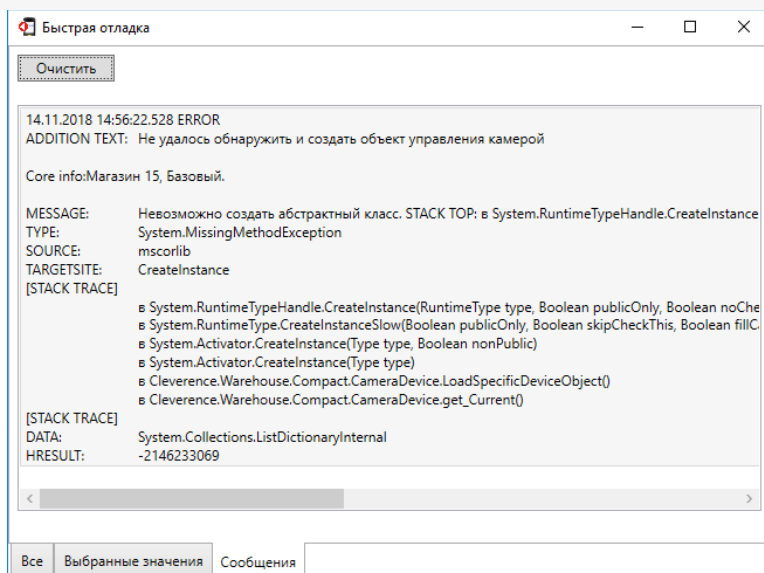 Быстрая отладка
Очистить
14.11.2018 14:56:22.528 ERROR
ADDITION TEXT: Не удалось обнаружить и создать объект управления камерой
Core info:Магазин 15, Базовый.
MESSAGE: Невозможно создать абстрактный класс. STACK TOP: в System.RuntimeTypeHandle.CreateInstance
TYPE: System.MissingMethodException
SOURCE: mscorlib
TARGETSITE: CreateInstance
[STACK TRACE]
в System.RuntimeTypeHandle.CreateInstance(RuntimeType type, Boolean publicOnly, Boolean noChe
в System.RuntimeType.CreateInstanceSlow(Boolean publicOnly, Boolean skipCheckThis, Boolean fillC
в System.Activator.CreateInstance(Type type, Boolean nonPublic)
в System.Activator.CreateInstance(Type type)
в Cleverence.Warehouse.Compact.CameraDevice.LoadSpecificDeviceObject()
в Cleverence.Warehouse.Compact.CameraDevice.get_Current()
[STACK TRACE]
DATA: System.Collections.ListDictionaryInternal
HRESULT: -2146233069
Все Выбранные значения Сообщения